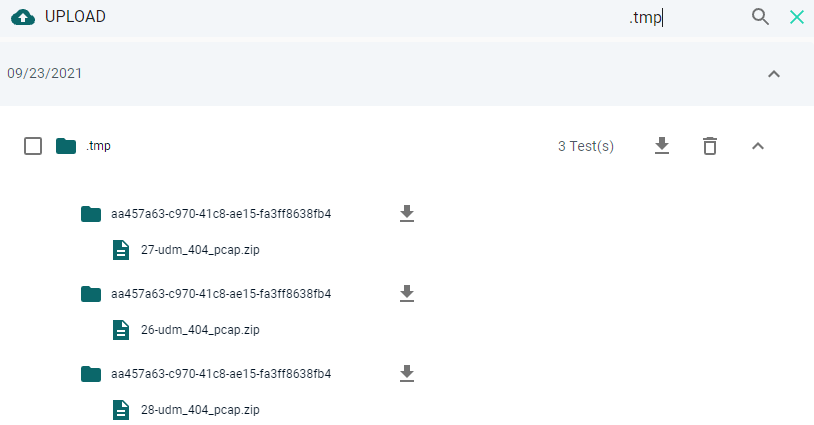 UPLOAD .tmp
09/23/2021
.tmp 3 Test(s)
aa457a63-c970-41c8-ae15-fa3ff8638fb4
27-udm_404_pcap.zip
aa457a63-c970-41c8-ae15-fa3ff8638fb4
26-udm_404_pcap.zip
aa457a63-c970-41c8-ae15-fa3ff8638fb4
28-udm_404_pcap.zip